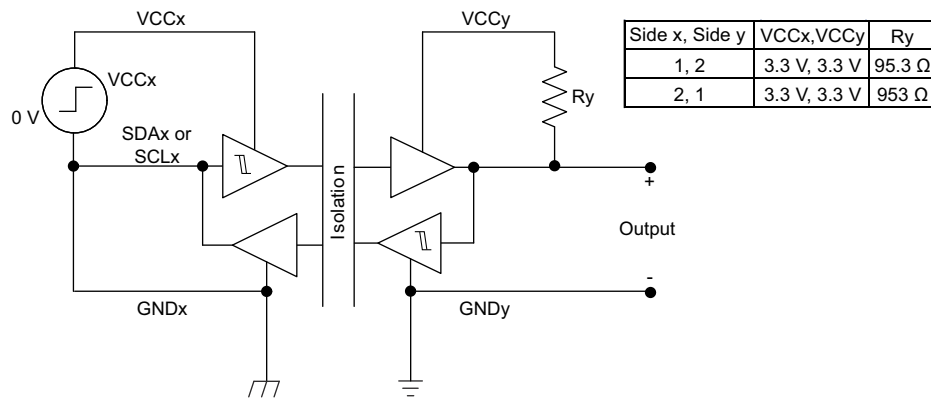 VCCx
VCCy
VCCx
0 V
SDAx or
SCLx
Isolation
Ry
+
Output
-
GNDx
GNDy
Side x, Side y VCCx,VCCy Ry
1, 2 3.3 V, 3.3 V 95.3 Ω
2, 1 3.3 V, 3.3 V 953 Ω